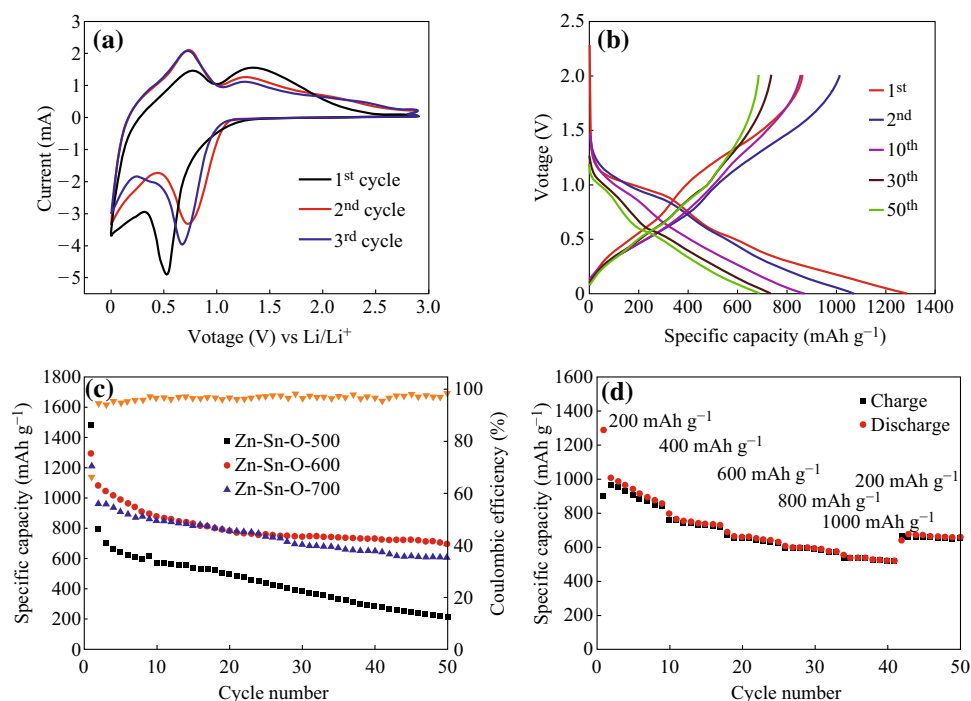 (a)
Current (mA)
3
2
1
0
−1
−2
−3
−4
−5
1st cycle
2nd cycle
3rd cycle
0
0.5
1.0
1.5
2.0
2.5
3.0
Votage (V) vs Li/Li+
(b)
Votage (V)
2.5
2.0
1.5
1.0
0.5
0
1st
2nd
10th
30th
50th
0
200
400
600
800
1000
1200
1400
Specific capacity (mAh g−1)
(c)
Specific capacity (mAh g−1)
1800
1600
1400
1200
1000
800
600
400
200
0
Zn-Sn-O-500
Zn-Sn-O-600
Zn-Sn-O-700
100
80
60
40
20
0
Coulombic efficiency (%)
0
10
20
30
40
50
Cycle number
(d)
Specific capacity (mAh g−1)
1600
1400
1200
1000
800
600
400
200
0
Charge
Discharge
200 mAh g−1
400 mAh g−1
600 mAh g−1
200 mAh g−1
800 mAh g−1
1000 mAh g−1
0
10
20
30
40
50
Cycle number